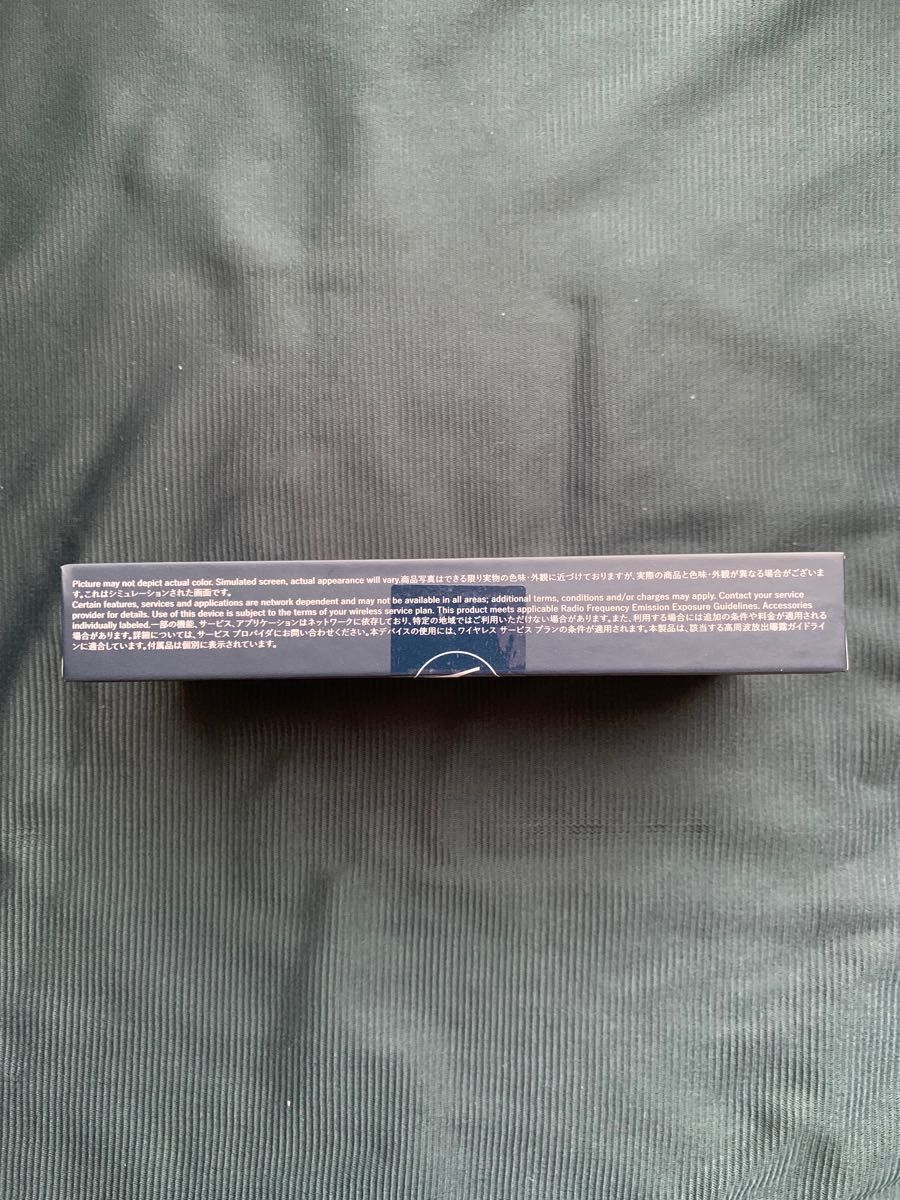 Picture may not depict actual color. Simulated screen, actual appearance will vary.商品写真はできる限り実物の色味・外観に近づけておりますが、実際の商品と色味・外観が異なる場合がございま
す。これはシミュレーションされた画面です。
Certain features, services and applications are network dependent and may not be available in all areas; additional terms, conditions and/or charges may apply. Contact your service
provider for details. Use of this device is subject to the terms of your wireless service plan. This product meets applicable Radio Frequency Emission Exposure Guidelines. Accessories
individually labeled.一部の機能、サービス、アプリケーションはネットワークに依存しており、特定の地域ではご利用いただけない場合があります。また、利用する場合には追加の条件や料金が適用される
場合があります。詳細については、サービス プロバイダにお問い合わせください。本デバイスの使用には、ワイヤレス サービス プランの条件が適用されます。本製品は、該当する高周波放出曝露ガイドライ
ンに適合しています。付属品は個別に表示されています。